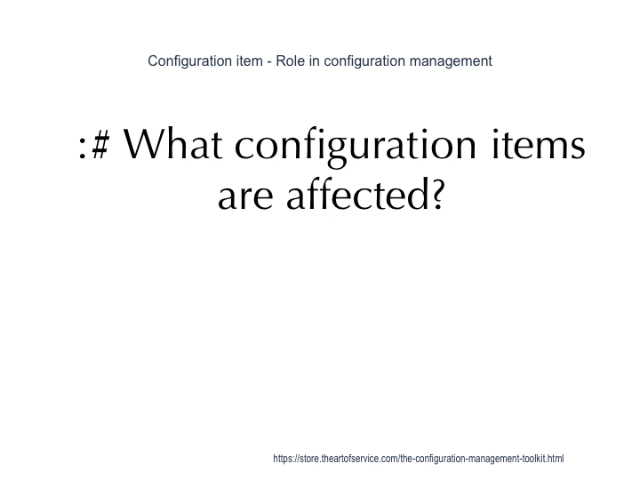 Configuration item - Role in configuration management
:# What configuration items
are affected?
https://store.theartofservice.com/the-configuration-management-toolkit.html